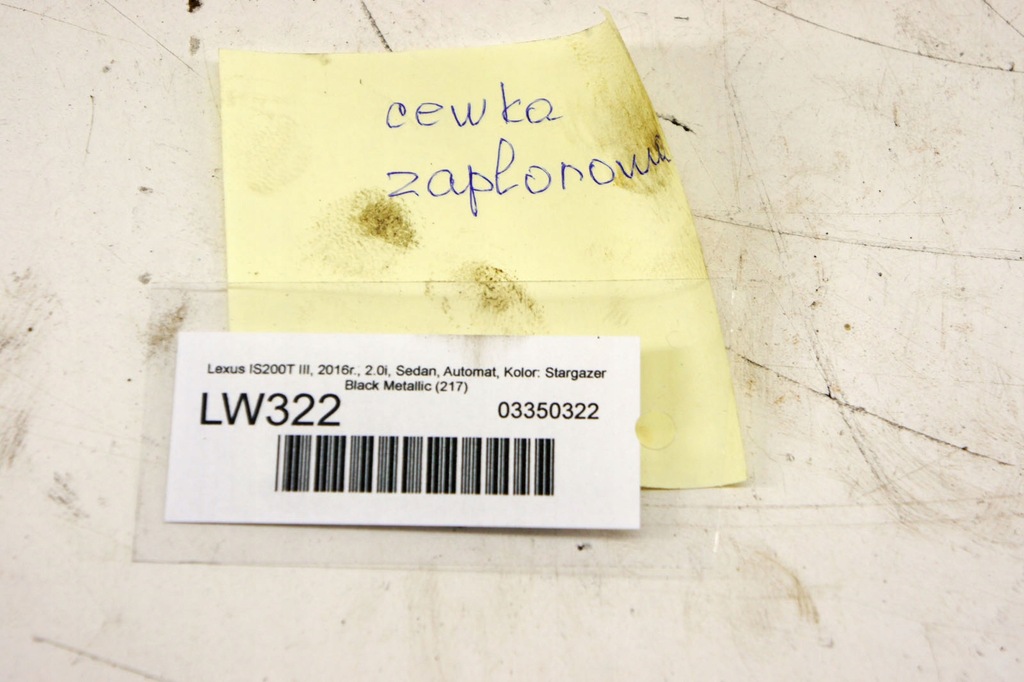 cewka
zapłonowa
Lexus IS200T III, 2016r., 2.0i, Sedan, Automat, Kolor: Stargazer
Black Metallic (217)
LW322 03350322